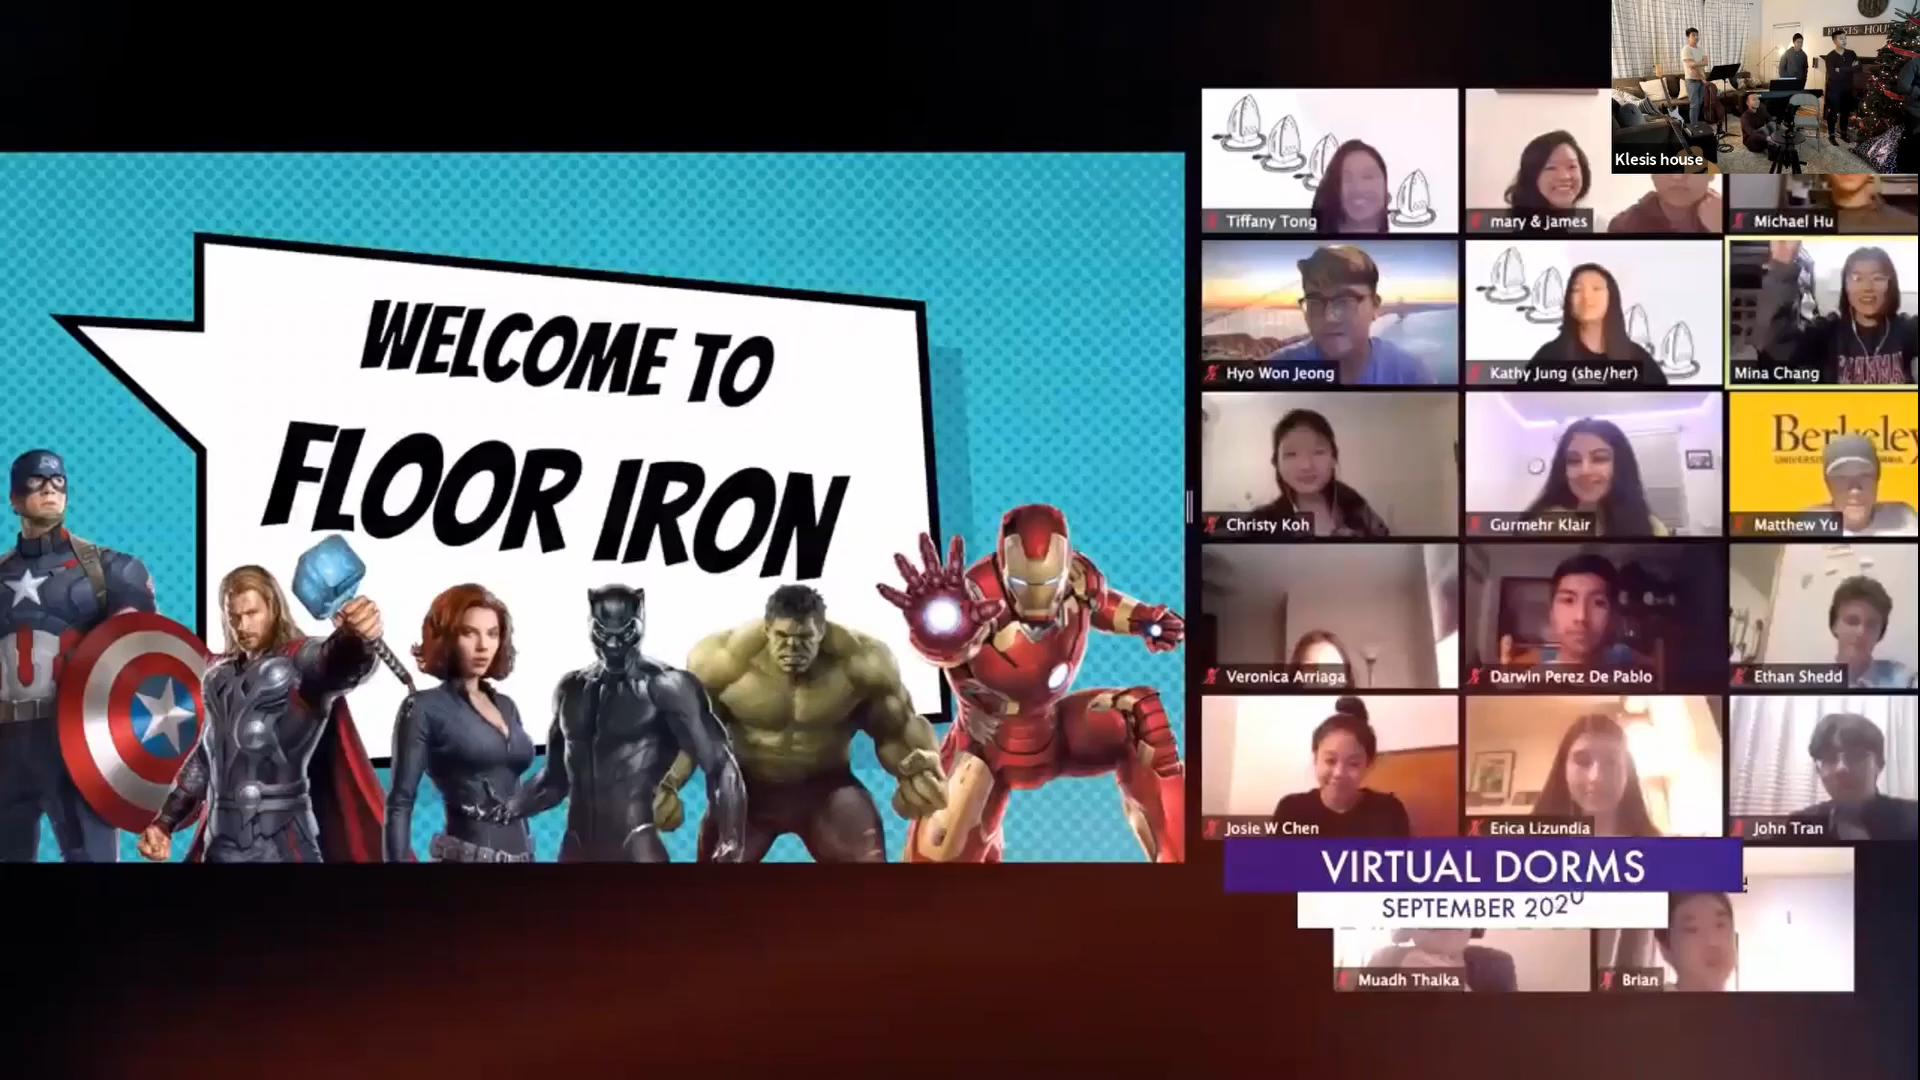 WELCOME TO
FLOOR IRON
Klesis house
Tiffany Tong
mary & james
Michael Hu
Hyo Won Jeong
Kathy Jung (she/her)
Mina Chang
Christy Koh
Gurmehr Klair
Berkeley
Matthew Yu
Veronica Arriaga
Darwin Perez De Pablo
Ethan Shedd
Josie W Chen
Erica Lizundia
John Tran
VIRTUAL DORMS
SEPTEMBER 2020
Muadh Thaika
Brian